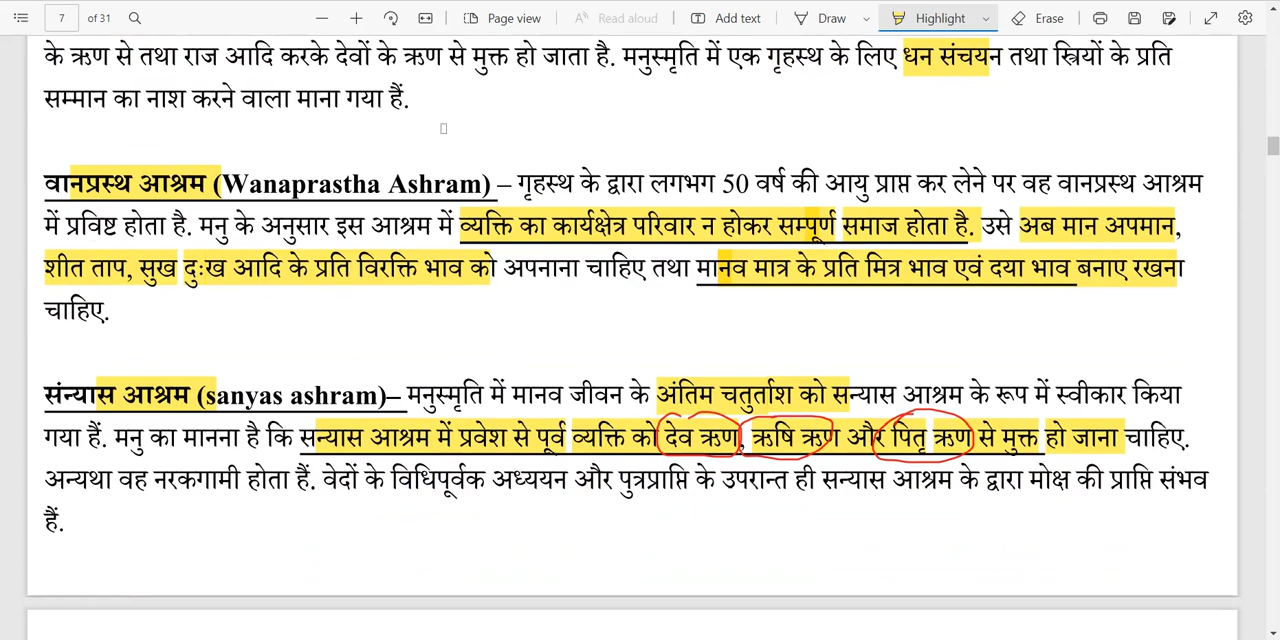 7 of 31 Page view Read aloud Add text Draw Highlight Erase
के ऋण से तथा राज आदि करके देवों के ऋण से मुक्त हो जाता है. मनुस्मृति में एक गृहस्थ के लिए धन संचयन तथा स्त्रियों के प्रति
सम्मान का नाश करने वाला माना गया हैं.
वानप्रस्थ आश्रम (Wanaprastha Ashram) – गृहस्थ के द्वारा लगभग 50 वर्ष की आयु प्राप्त कर लेने पर वह वानप्रस्थ आश्रम
में प्रविष्ट होता है. मनु के अनुसार इस आश्रम में व्यक्ति का कार्यक्षेत्र परिवार न होकर सम्पूर्ण समाज होता है. उसे अब मान अपमान,
शीत ताप, सुख दुःख आदि के प्रति विरक्ति भाव को अपनाना चाहिए तथा मानव मात्र के प्रति मित्र भाव एवं दया भाव बनाए रखना
चाहिए.
संन्यास आश्रम (sanyas ashram)– मनुस्मृति में मानव जीवन के अंतिम चतुर्ताश को सन्यास आश्रम के रूप में स्वीकार किया
गया हैं. मनु का मानना है कि सन्यास आश्रम में प्रवेश से पूर्व व्यक्ति को देव ऋण, ऋषि ऋण और पितृ ऋण से मुक्त हो जाना चाहिए.
अन्यथा वह नरकगामी होता हैं. वेदों के विधिपूर्वक अध्ययन और पुत्रप्राप्ति के उपरान्त ही सन्यास आश्रम के द्वारा मोक्ष की प्राप्ति संभव
हैं.